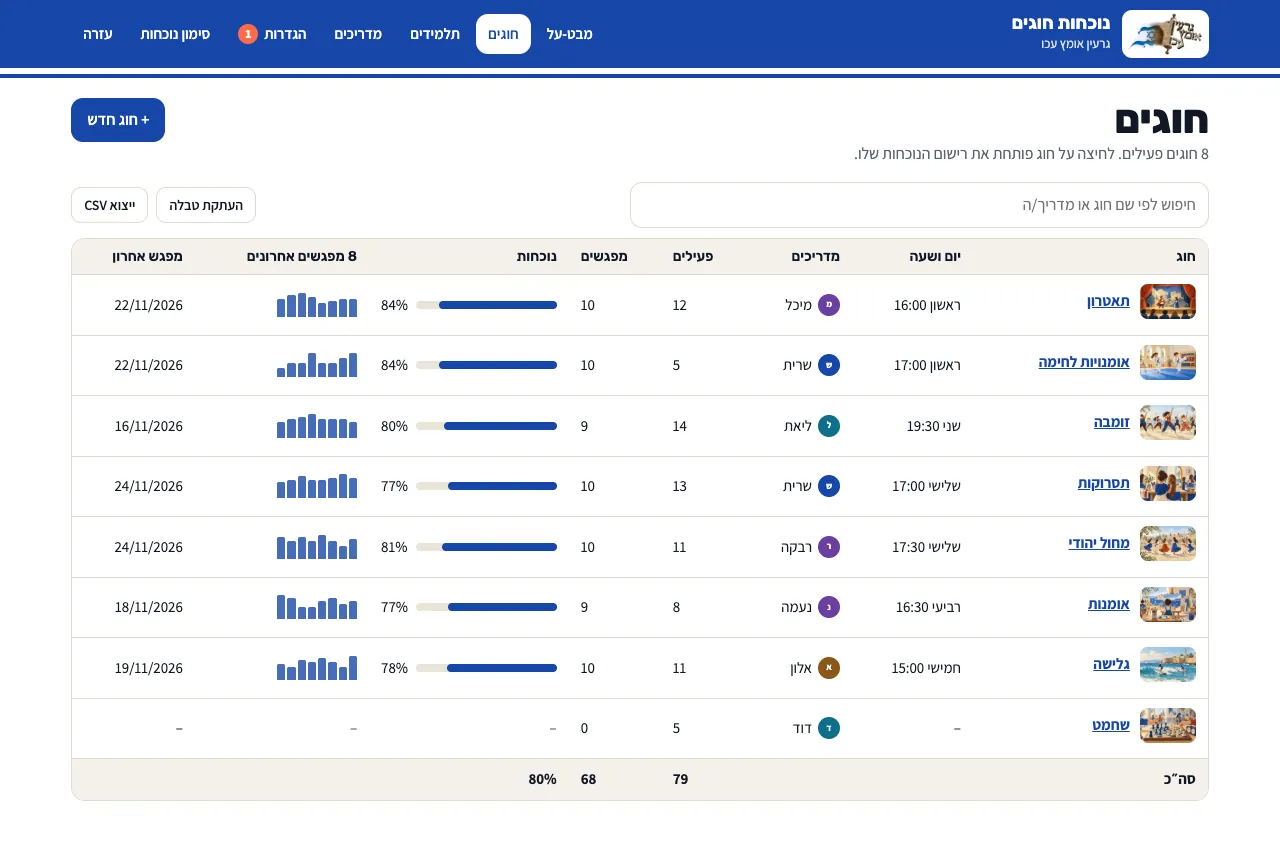 גרעין אומץ עכו
נוכחות חוגים
גרעין אומץ עכו
מבט-על
חוגים
תלמידים
מדריכים
הגדרות 1
סימון נוכחות
עזרה
חוגים
+ חוג חדש
8 חוגים פעילים. לחיצה על חוג פותחת את רישום הנוכחות שלו.
חיפוש לפי שם חוג או מדריך/ה
העתקת טבלה
ייצוא CSV
חוג יום ושעה מדריכים פעילים מפגשים נוכחות 8 מפגשים אחרונים מפגש אחרון
תאטרון ראשון 16:00 מ מיכל 12 10 84% 22/11/2026
אומנויות לחימה ראשון 17:00 ש שרית 5 10 84% 22/11/2026
זומבה שני 19:30 ל ליאת 14 9 80% 16/11/2026
תסרוקות שלישי 17:00 ש שרית 13 10 77% 24/11/2026
מחול יהודי שלישי 17:30 ר רבקה 11 10 81% 24/11/2026
אומנות רביעי 16:30 נ נעמה 8 9 77% 18/11/2026
גלישה חמישי 15:00 א אלון 11 10 78% 19/11/2026
שחמט – ד דוד 5 0 – – –
סה״כ 79 68 80%